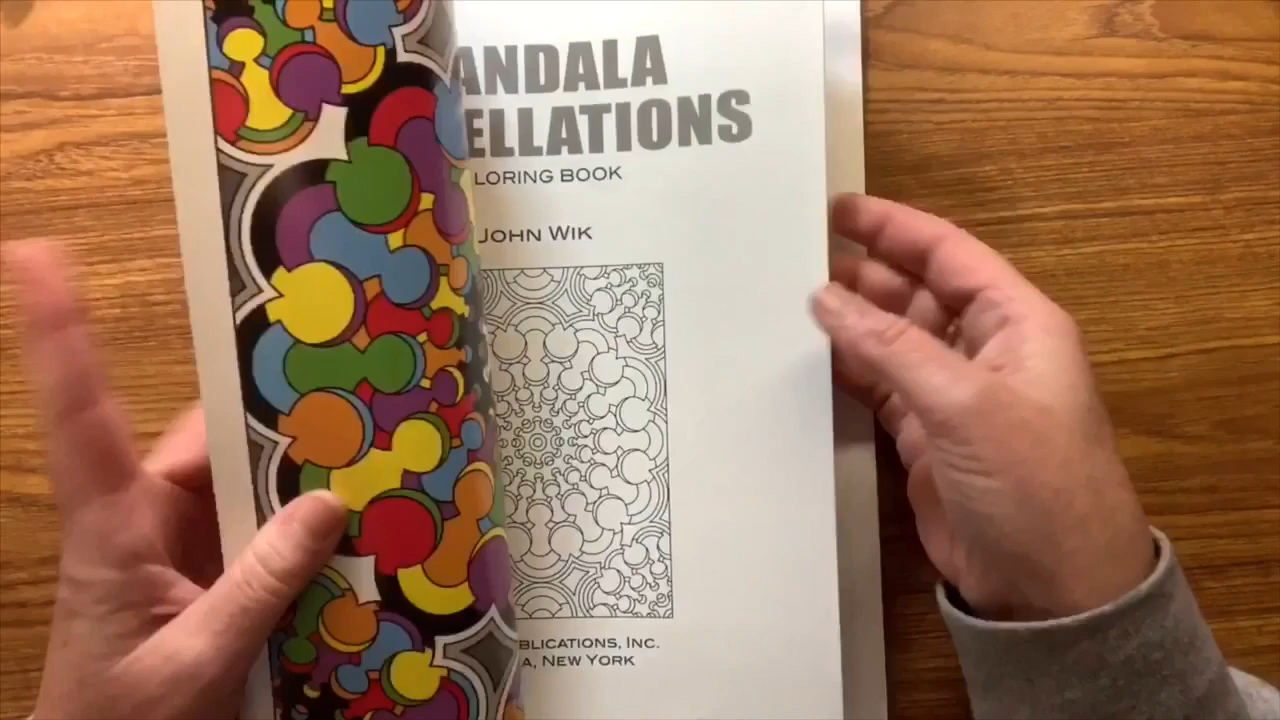 ANDALA
ELLATIONS
LORING BOOK
JOHN WIK
BLICATIONS, INC.
A, NEW YORK